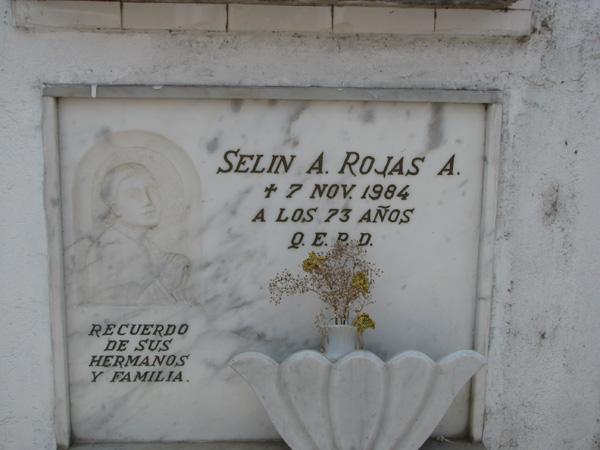 SELIN A. ROJAS A.
✝ 7 NOV. 1984
A LOS 73 AÑOS
Q. E. P. D.
RECUERDO
DE SUS
HERMANOS
Y FAMILIA.